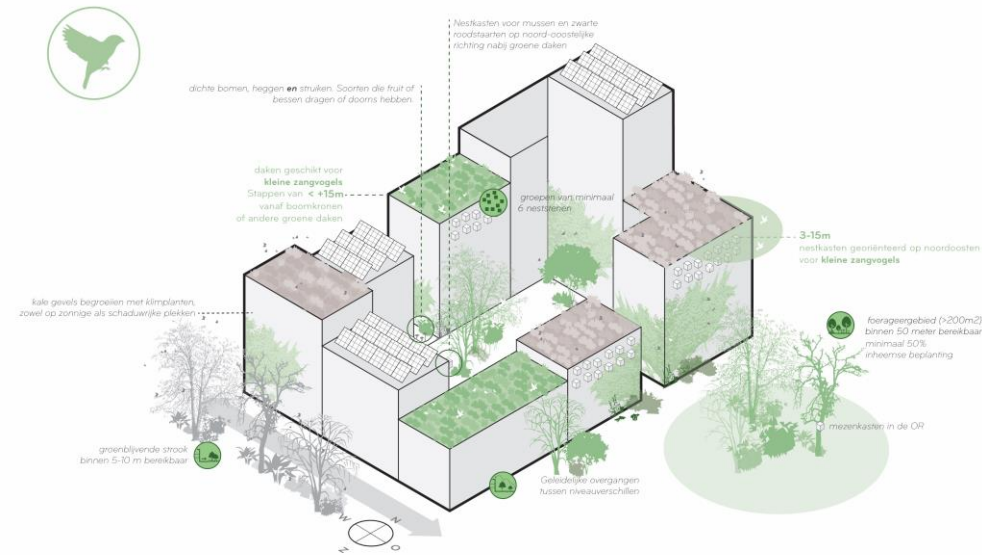 Nestkasten voor mussen en zwarte
roodstaarten op noord-ooostelijke
richting nabij groene daken
dichte bomen, heggen en struiken. Soorten die fruit of
bessen dragen of doorns hebben.
daken geschikt voor
kleine zangvogels
Stappen van < +15m
vanaf boomkronen
of andere groene daken
groepen van minimaal
6 neststenen
3-15m
nestkasten georiënteerd op noordoosten
voor kleine zangvogels
kale gevels begroeien met klimplanten,
zowel op zonnige als schaduwrijke plekken
foerageergebied (>200m2)
binnen 50 meter bereikbaar
minimaal 50%
inheemse beplanting
mezenkasten in de OR
groenblijvende strook
binnen 5-10 m bereikbaar
Geleidelijke overgangen
tussen niveauverschillen
N
W
O
Z